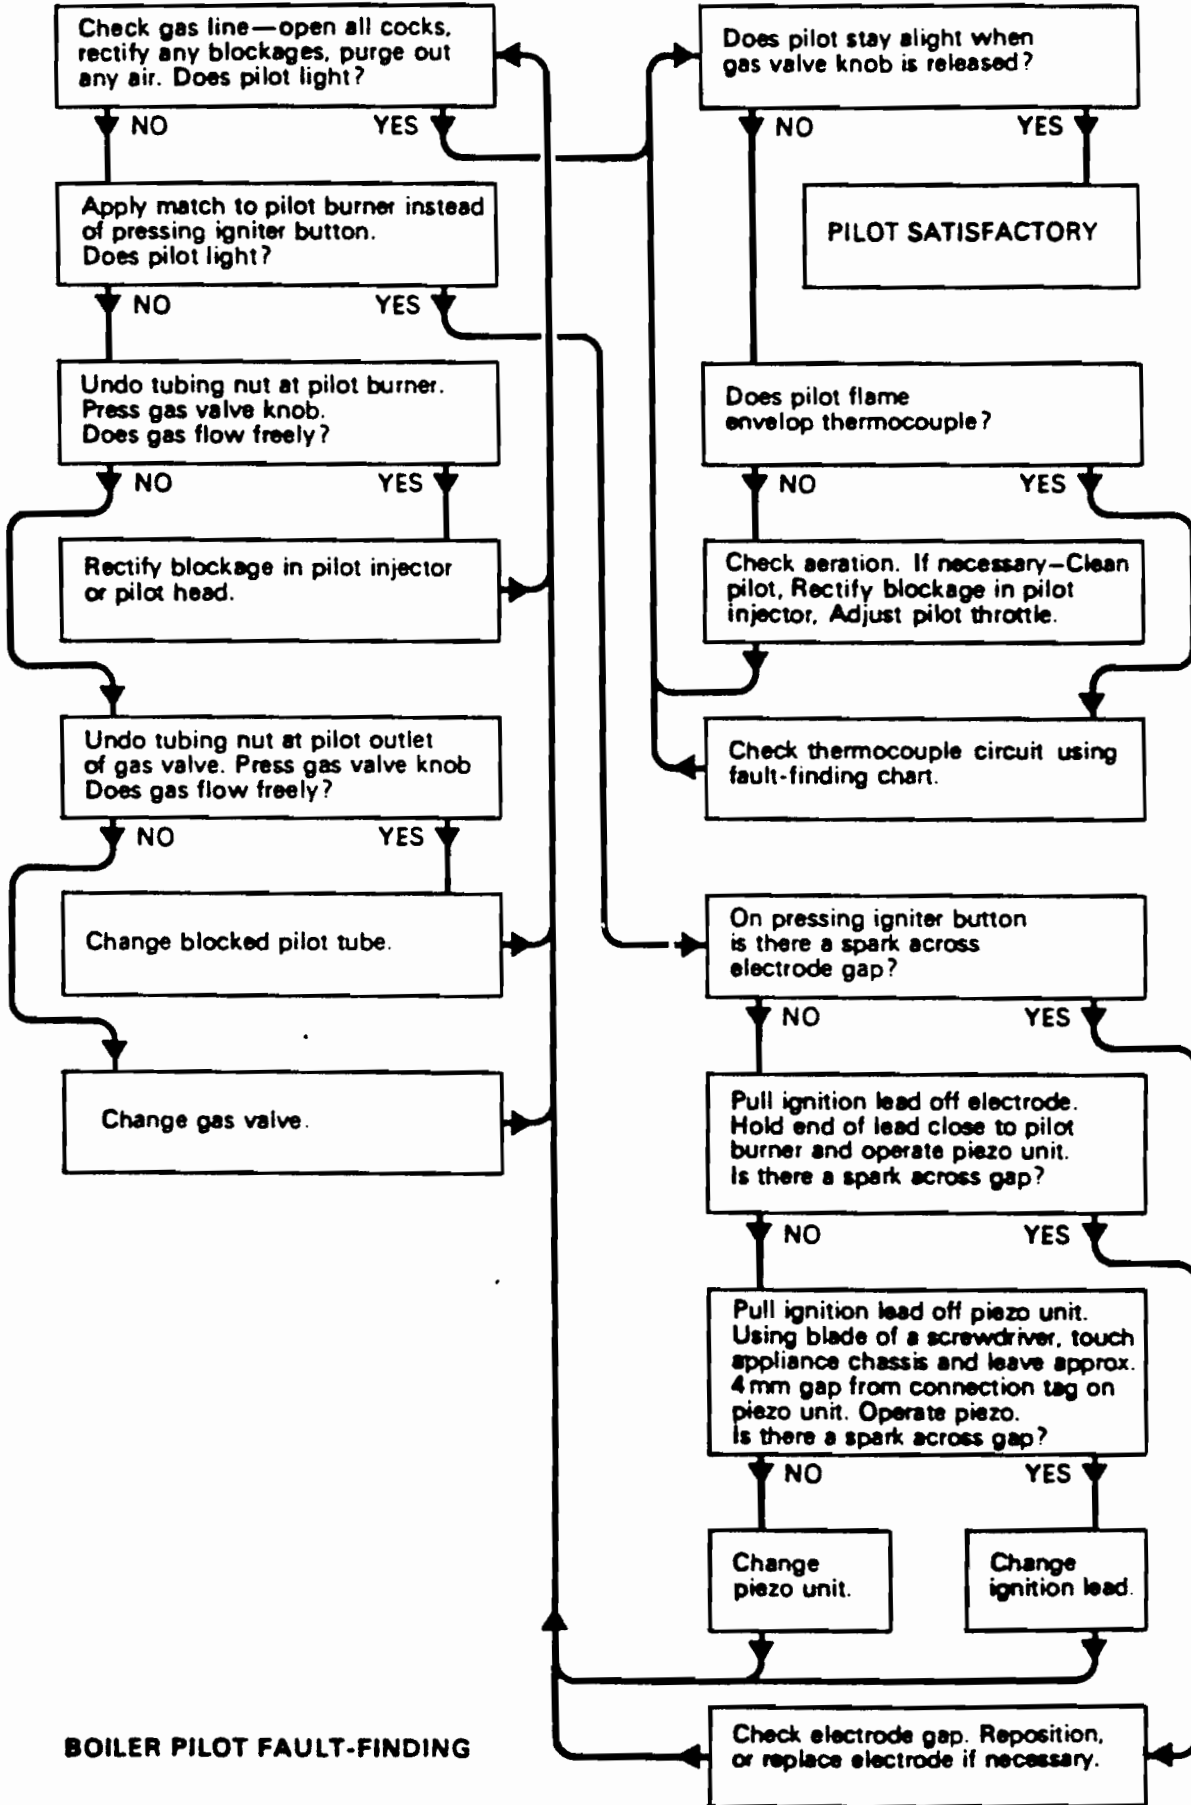 Check gas line—open all cocks,
rectify any blockages, purge out
any air. Does pilot light?
NO
YES
Apply match to pilot burner instead
of pressing igniter button.
Does pilot light?
NO
YES
Undo tubing nut at pilot burner.
Press gas valve knob.
Does gas flow freely?
NO
YES
Rectify blockage in pilot injector
or pilot head.
Undo tubing nut at pilot outlet
of gas valve. Press gas valve knob
Does gas flow freely?
NO
YES
Change blocked pilot tube.
Change gas valve.
Does pilot stay alight when
gas valve knob is released?
NO
YES
PILOT SATISFACTORY
Does pilot flame
envelop thermocouple?
NO
YES
Check aeration. If necessary—Clean
pilot, Rectify blockage in pilot
injector, Adjust pilot throttle.
Check thermocouple circuit using
fault-finding chart.
On pressing igniter button
is there a spark across
electrode gap?
NO
YES
Pull ignition lead off electrode.
Hold end of lead close to pilot
burner and operate piezo unit.
Is there a spark across gap?
NO
YES
Pull ignition lead off piezo unit.
Using blade of a screwdriver, touch
appliance chassis and leave approx.
4mm gap from connection tag on
piezo unit. Operate piezo.
Is there a spark across gap?
NO
YES
Change
piezo unit.
Change
ignition lead.
Check electrode gap. Reposition,
or replace electrode if necessary.
BOILER PILOT FAULT-FINDING